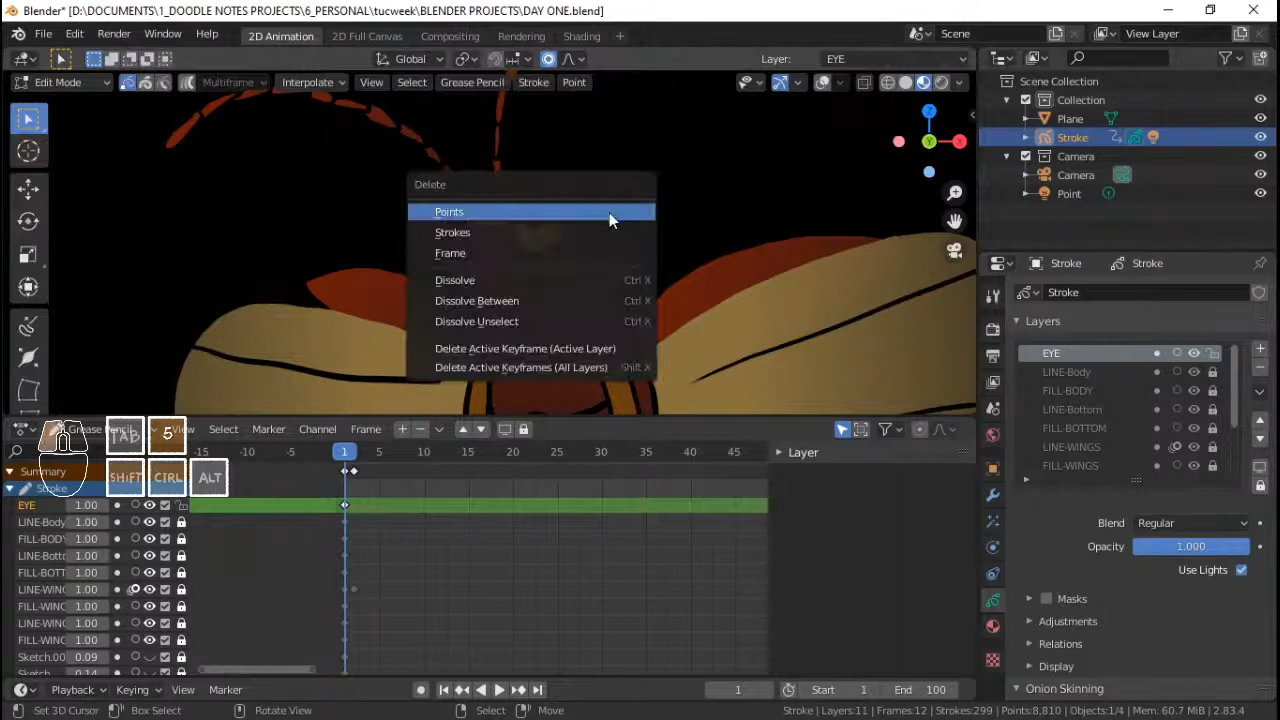 Blender* [D:\DOCUMENTS\1_DOODLE NOTES PROJECTS\6_PERSONAL\tucweek\BLENDER PROJECTS\DAY ONE.blend]
File Edit Render Window Help 2D Animation 2D Full Canvas Compositing Rendering Shading + Scene View Layer
Global Layer: EYE
Edit Mode Multiframe Interpolate View Select Grease Pencil Stroke Point
Scene Collection
Collection
Plane
Stroke
Camera
Camera
Point
Z
X
Y
Delete
Points
Strokes
Frame
Dissolve Ctrl X
Dissolve Between Ctrl X
Dissolve Unselect Ctrl X
Delete Active Keyframe (Active Layer)
Delete Active Keyframes (All Layers) Shift X
Stroke Stroke
Stroke
Layers
EYE
LINE-Body
FILL-BODY
LINE-Bottom
FILL-BOTTOM
LINE-WINGS
FILL-WINGS
Blend Regular
Opacity 1.000
Use Lights
Masks
Adjustments
Relations
Display
Onion Skinning
Select Marker Channel Frame
TAB 5
SHIFT CTRL ALT
-15 -10 -5 1 5 10 15 20 25 30 35 40 45
Layer
Summary
Stroke
EYE 1.00
LINE-Body 1.00
FILL-BOD 1.00
LINE-Botto 1.00
FILL-BOTT 1.00
LINE-WING 1.00
FILL-WING 1.00
LINE-WING 1.00
FILL-WING 1.00
Sketch.00 0.09
Sketch 0.14
Playback Keying View Marker 1 Start 1 End 100
Set 3D Cursor Box Select Rotate View Select Move Stroke | Layers:11 | Frames:12 | Strokes:299 | Points:8,810 | Objects:1/4 | Mem: 60.7 MiB | 2.83.4